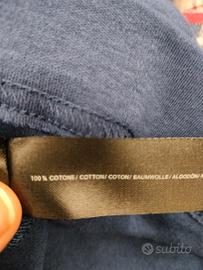 100 % COTONE / COTTON / COTON / BAUMWOLLE / ALGODÓN /
subito